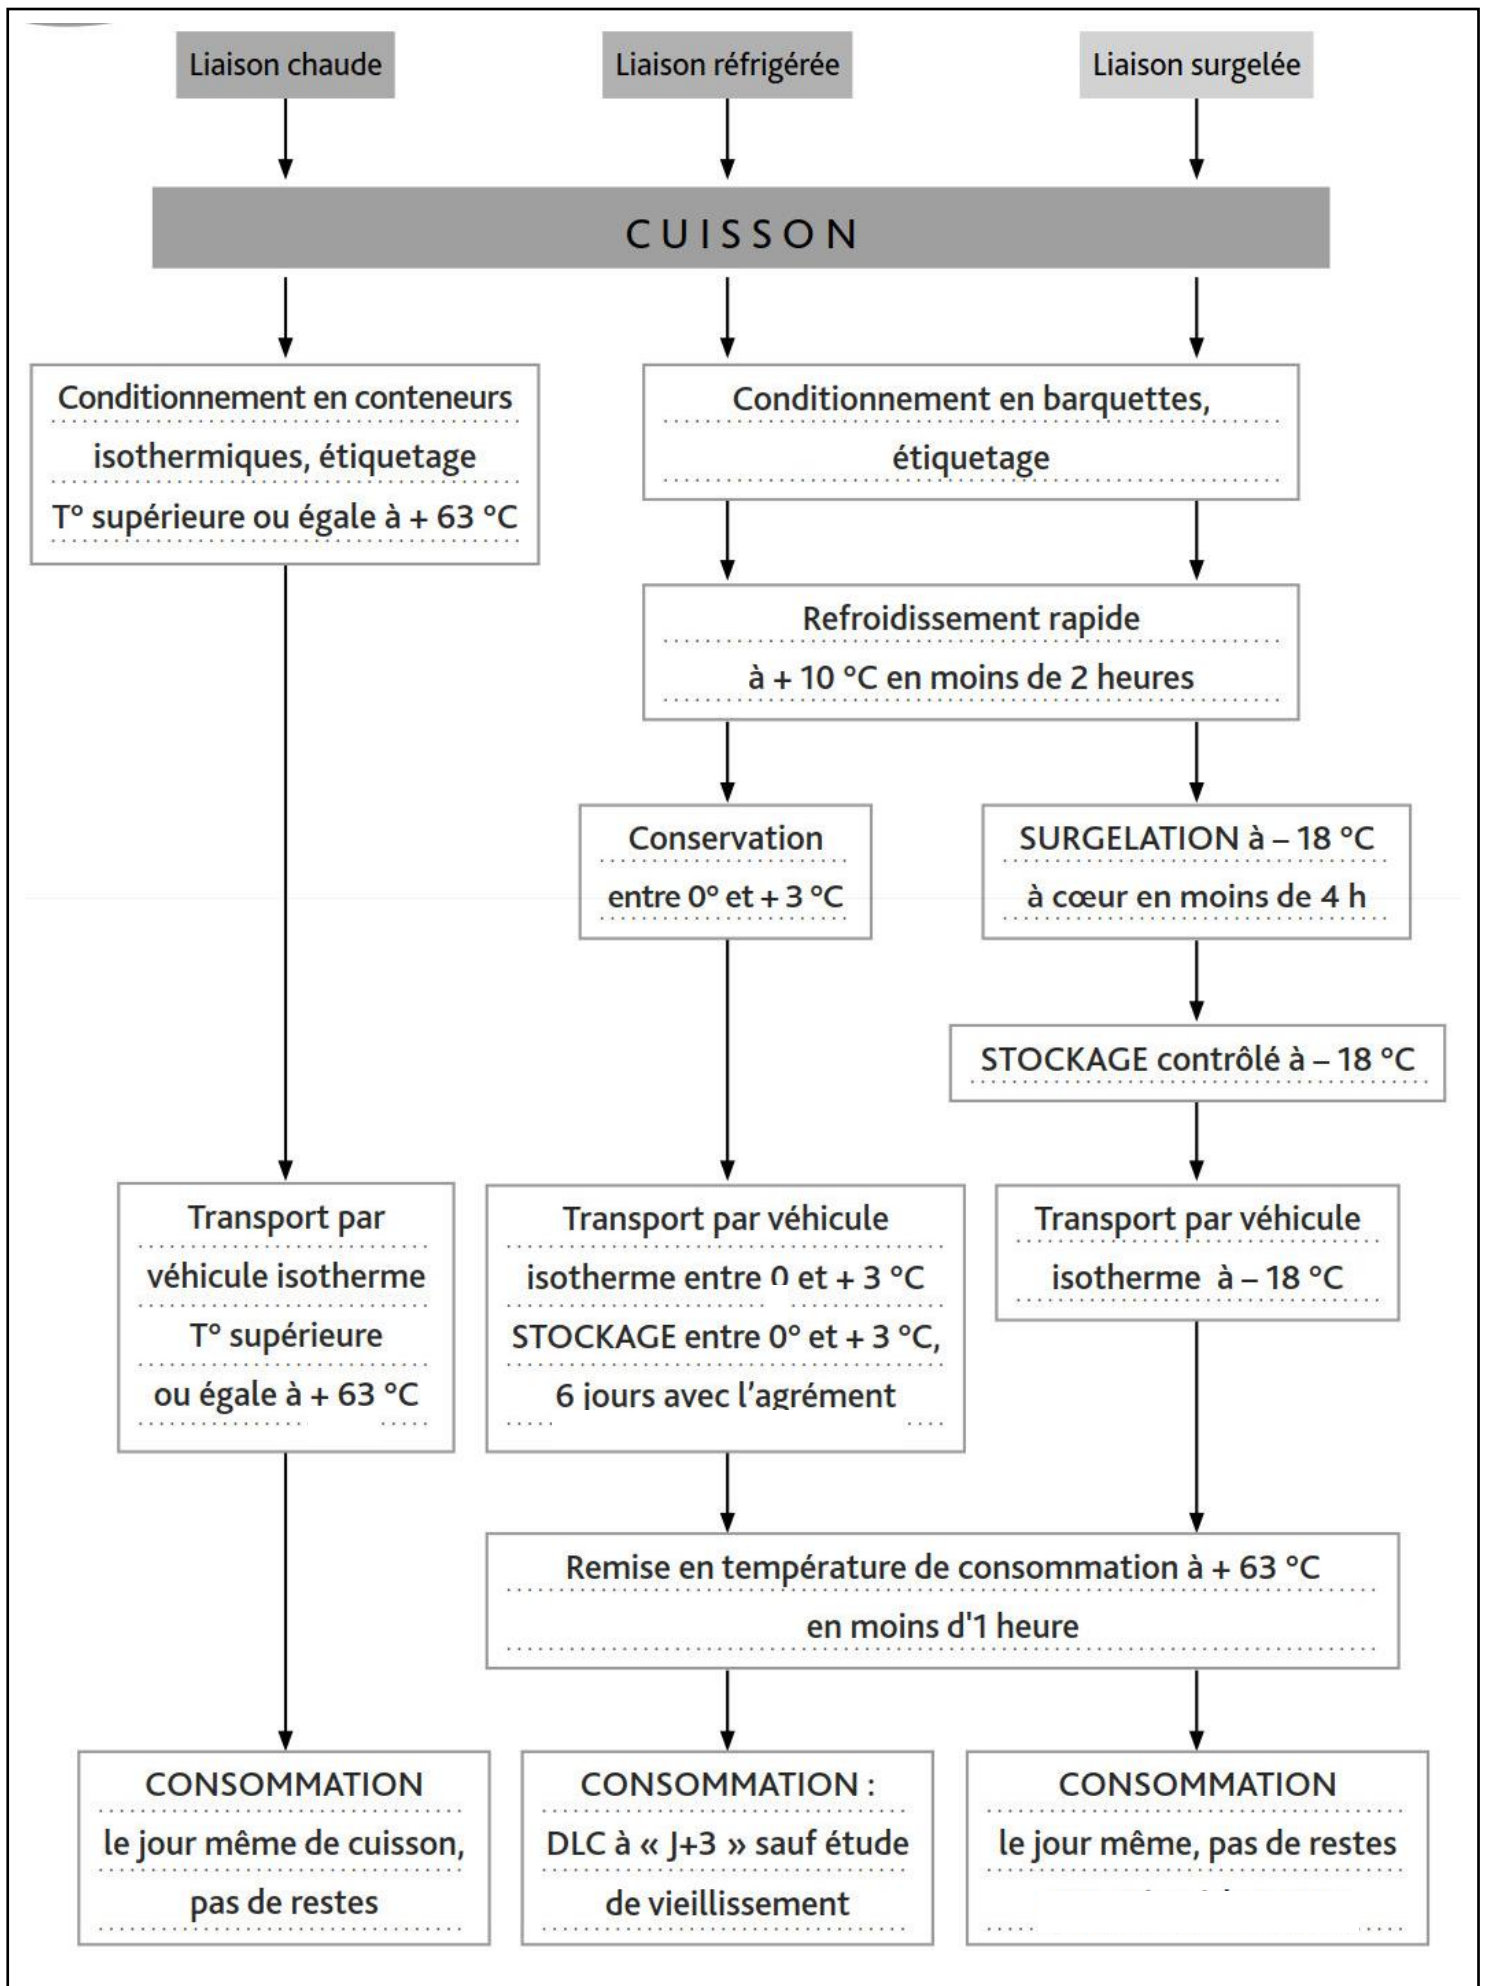 Liaison chaude
Liaison réfrigérée
Liaison surgelée
CUISSON
Conditionnement en conteneurs
isothermiques, étiquetage
T° supérieure ou égale à + 63 °C
Conditionnement en barquettes,
étiquetage
Refroidissement rapide
à + 10 °C en moins de 2 heures
Conservation
entre 0° et + 3 °C
SURGELATION à – 18 °C
à cœur en moins de 4 h
STOCKAGE contrôlé à – 18 °C
Transport par
véhicule isotherme
T° supérieure
ou égale à + 63 °C
Transport par véhicule
isotherme entre 0 et + 3 °C
STOCKAGE entre 0° et + 3 °C,
6 jours avec l'agrément
Transport par véhicule
isotherme à – 18 °C
Remise en température de consommation à + 63 °C
en moins d'1 heure
CONSOMMATION
le jour même de cuisson,
pas de restes
CONSOMMATION :
DLC à « J+3 » sauf étude
de vieillissement
CONSOMMATION
le jour même, pas de restes